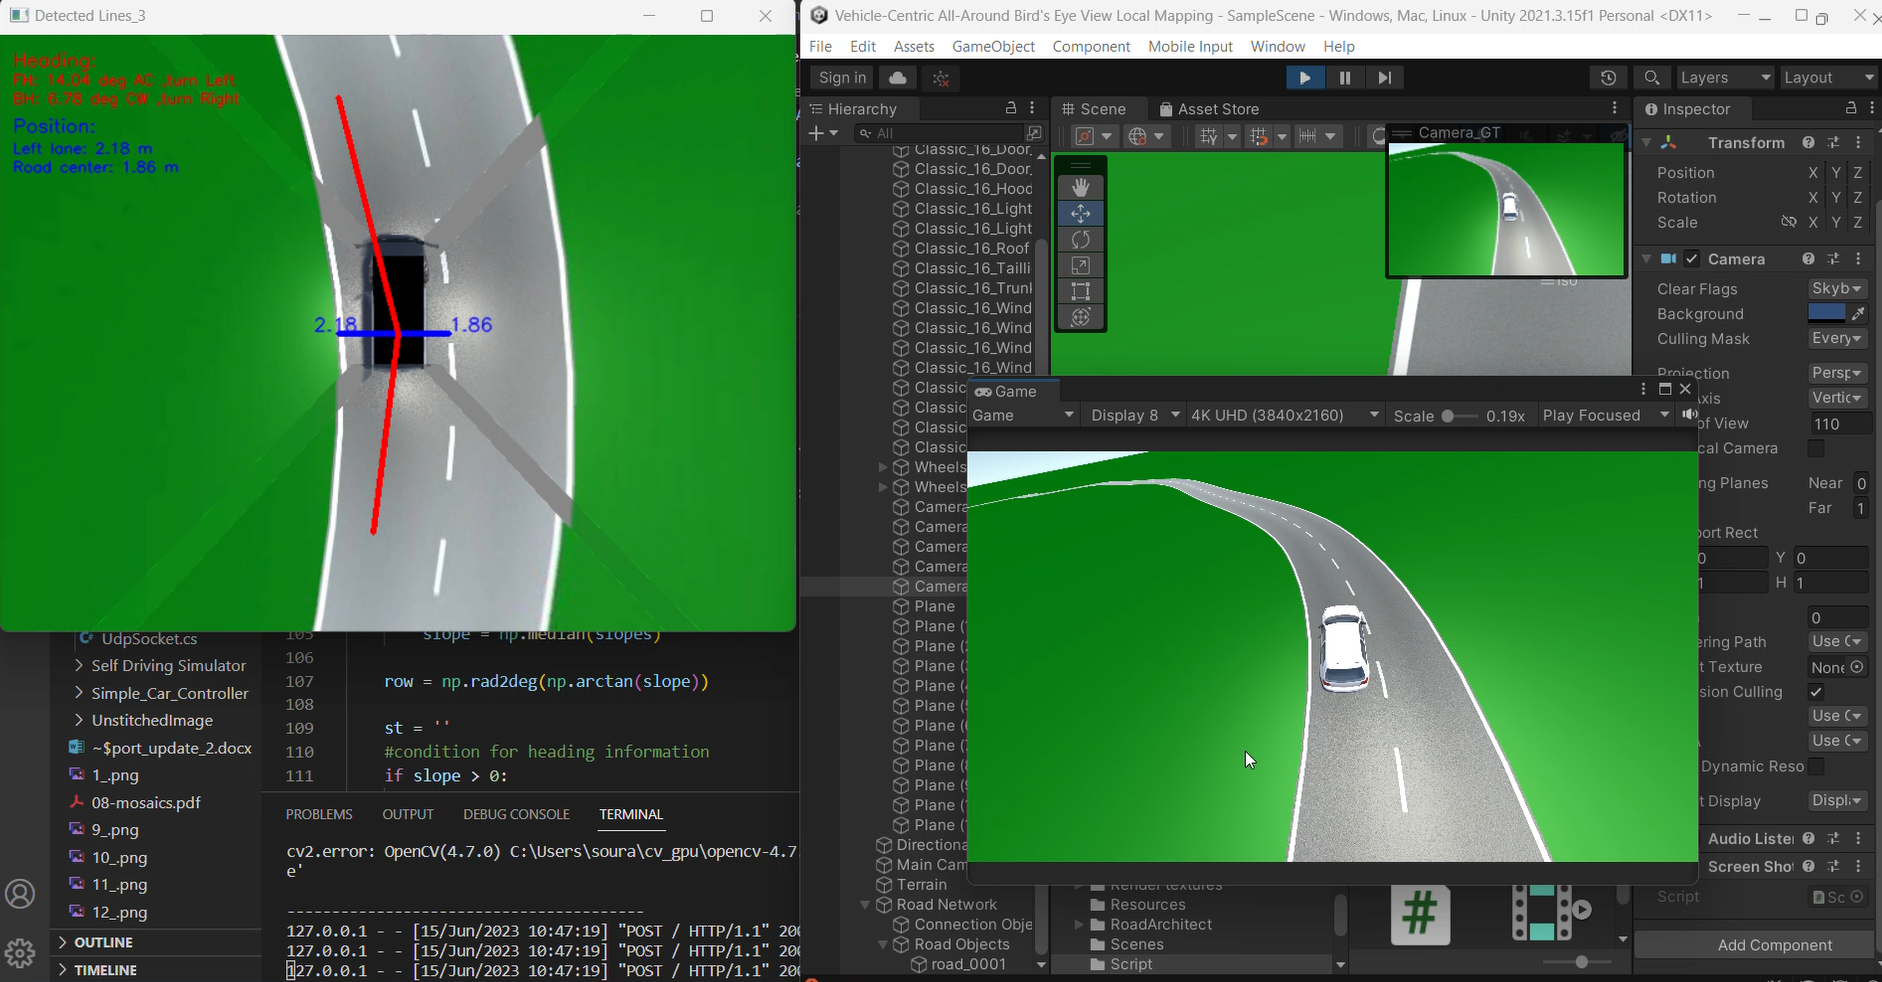 Detected Lines_3
Heading:
FH: 14.04 deg AC ,turn Left
BH: 6.78 deg CW ,turn Right
Position:
Left lane: 2.18 m
Road center: 1.86 m
2.18
1.86
UdpSocket.cs
Self Driving Simulator
Simple_Car_Controller
UnstitchedImage
~$port_update_2.docx
1_.png
08-mosaics.pdf
9_.png
10_.png
11_.png
12_.png
OUTLINE
TIMELINE
105 slope = np.median(slopes)
106
107 row = np.rad2deg(np.arctan(slope))
108
109 st = ''
110 #condition for heading information
111 if slope > 0:
PROBLEMS OUTPUT DEBUG CONSOLE TERMINAL
cv2.error: OpenCV(4.7.0) C:\Users\soura\cv_gpu\opencv-4.7.
e'
----------------------------------------
127.0.0.1 - - [15/Jun/2023 10:47:19] "POST / HTTP/1.1" 200
127.0.0.1 - - [15/Jun/2023 10:47:19] "POST / HTTP/1.1" 200
127.0.0.1 - - [15/Jun/2023 10:47:19] "POST / HTTP/1.1" 200
Vehicle-Centric All-Around Bird's Eye View Local Mapping - SampleScene - Windows, Mac, Linux - Unity 2021.3.15f1 Personal <DX11>
File Edit Assets GameObject Component Mobile Input Window Help
Sign in
Layers
Layout
Hierarchy
All
Classic_16_Door_
Classic_16_Door_
Classic_16_Hood
Classic_16_Light
Classic_16_Light
Classic_16_Roof
Classic_16_Tailli
Classic_16_Trunk
Classic_16_Wind
Classic_16_Wind
Classic_16_Wind
Classic_16_Wind
Classic
Classic
Classic
Classic
Wheels
Wheels
Camera
Camera
Camera
Camera
Camera
Plane
Plane (
Plane (
Plane (
Plane (
Plane (
Plane (
Plane (
Plane (
Plane (
Plane (
Plane (
Directiona
Main Cam
Terrain
Road Network
Connection Obje
Road Objects
road_0001
Scene
Asset Store
Camera_GT
Iso
Game
Game
Display 8
4K UHD (3840x2160)
Scale
0.19x
Play Focused
Render textures
Resources
RoadArchitect
Scenes
Script
Inspector
Transform
Position X Y Z
Rotation X Y Z
Scale X Y Z
Camera
Clear Flags Skyb
Background
Culling Mask Every
Projection Persp
Axis Vertic
of View 110
cal Camera
ng Planes Near 0
Far 1
ort Rect
0 Y 0
1 H 1
0
ering Path Use G
t Texture None
sion Culling
Use G
Use G
Dynamic Reso
t Display Displ
Audio Listen
Screen Shot
Script Sc
Add Component